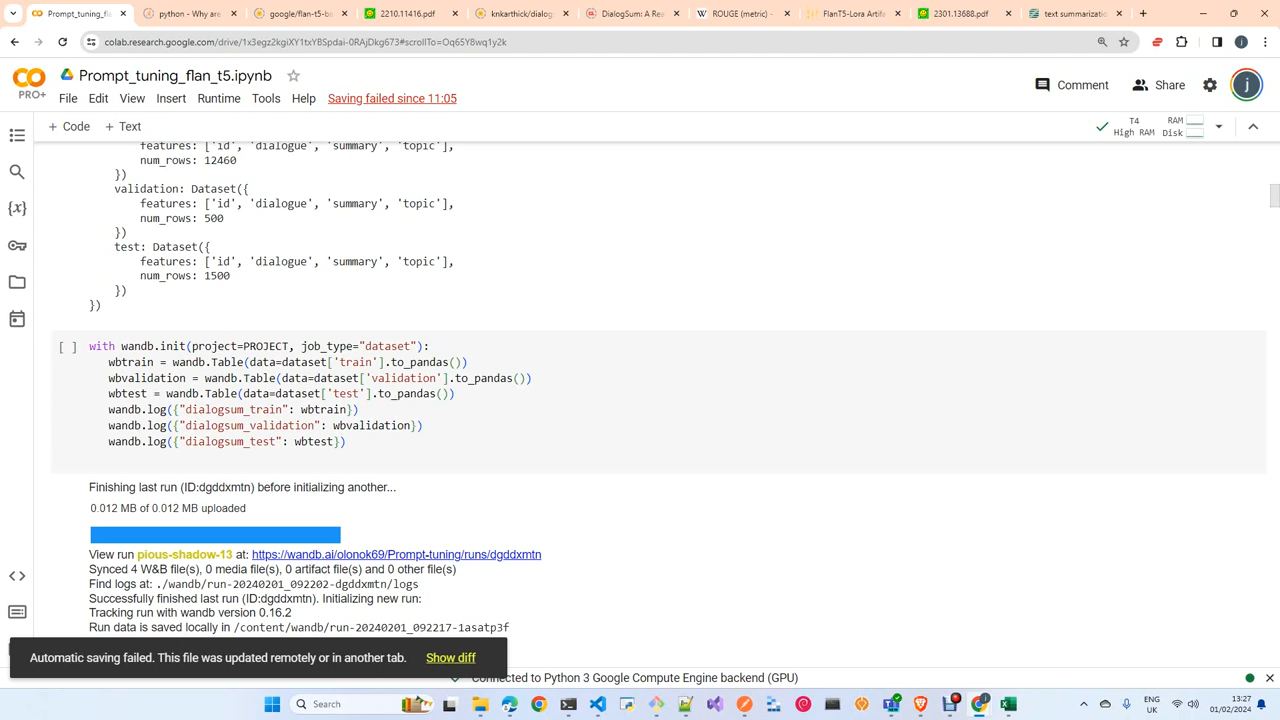 Prompt_tuning_fl
python - Why are
google/flan-t5-b
2210.11416.pdf
knkarthick/dialog
DialogSum: A Re
ROUGE (metric) -
FlanT5-Lora Artifa
2301.13688.pdf
text summarizatio
colab.research.google.com/drive/1x3egz2kgiXY1txYBSpdai-0RAjDkg673#scrollTo=Oq65Y8wq1y2k
Prompt_tuning_flan_t5.ipynb
PRO+
File Edit View Insert Runtime Tools Help Saving failed since 11:05
Comment Share j
+ Code + Text
T4
High RAM
RAM
Disk
features: ['id', 'dialogue', 'summary', 'topic'],
num_rows: 12460
})
validation: Dataset({
features: ['id', 'dialogue', 'summary', 'topic'],
num_rows: 500
})
test: Dataset({
features: ['id', 'dialogue', 'summary', 'topic'],
num_rows: 1500
})
})
[ ] with wandb.init(project=PROJECT, job_type="dataset"):
wbtrain = wandb.Table(data=dataset['train'].to_pandas())
wbvalidation = wandb.Table(data=dataset['validation'].to_pandas())
wbtest = wandb.Table(data=dataset['test'].to_pandas())
wandb.log({"dialogsum_train": wbtrain})
wandb.log({"dialogsum_validation": wbvalidation})
wandb.log({"dialogsum_test": wbtest})
Finishing last run (ID:dgddxmtn) before initializing another...
0.012 MB of 0.012 MB uploaded
View run pious-shadow-13 at: https://wandb.ai/olonok69/Prompt-tuning/runs/dgddxmtn
Synced 4 W&B file(s), 0 media file(s), 0 artifact file(s) and 0 other file(s)
Find logs at: ./wandb/run-20240201_092202-dgddxmtn/logs
Successfully finished last run (ID:dgddxmtn). Initializing new run:
Tracking run with wandb version 0.16.2
Run data is saved locally in /content/wandb/run-20240201_092217-1asatp3f
Automatic saving failed. This file was updated remotely or in another tab. Show diff
Connected to Python 3 Google Compute Engine backend (GPU)
Search
ENG
UK
13:27
01/02/2024